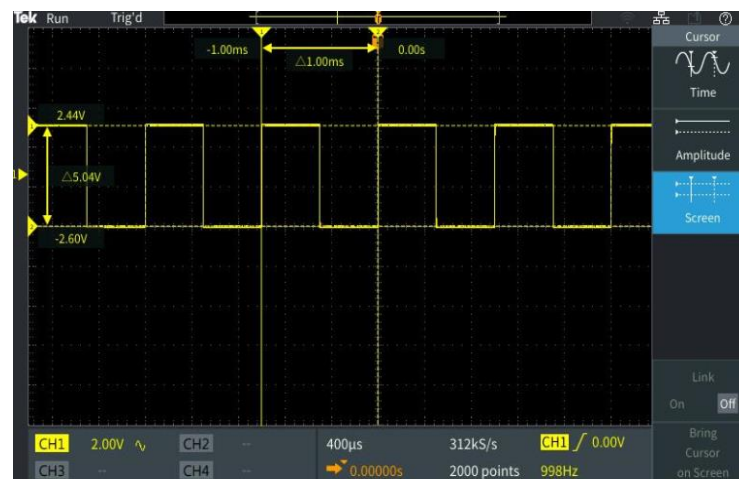 Tek Run Trig'd
Cursor
-1.00ms 0.00s
△1.00ms
Time
2.44V
Amplitude
△5.04V
Screen
-2.60V
Link
On Off
Bring
Cursor
on Screen
CH1 2.00V CH2 -- 400µs 312kS/s CH1 0.00V
CH3 -- CH4 -- 0.00000s 2000 points 998Hz